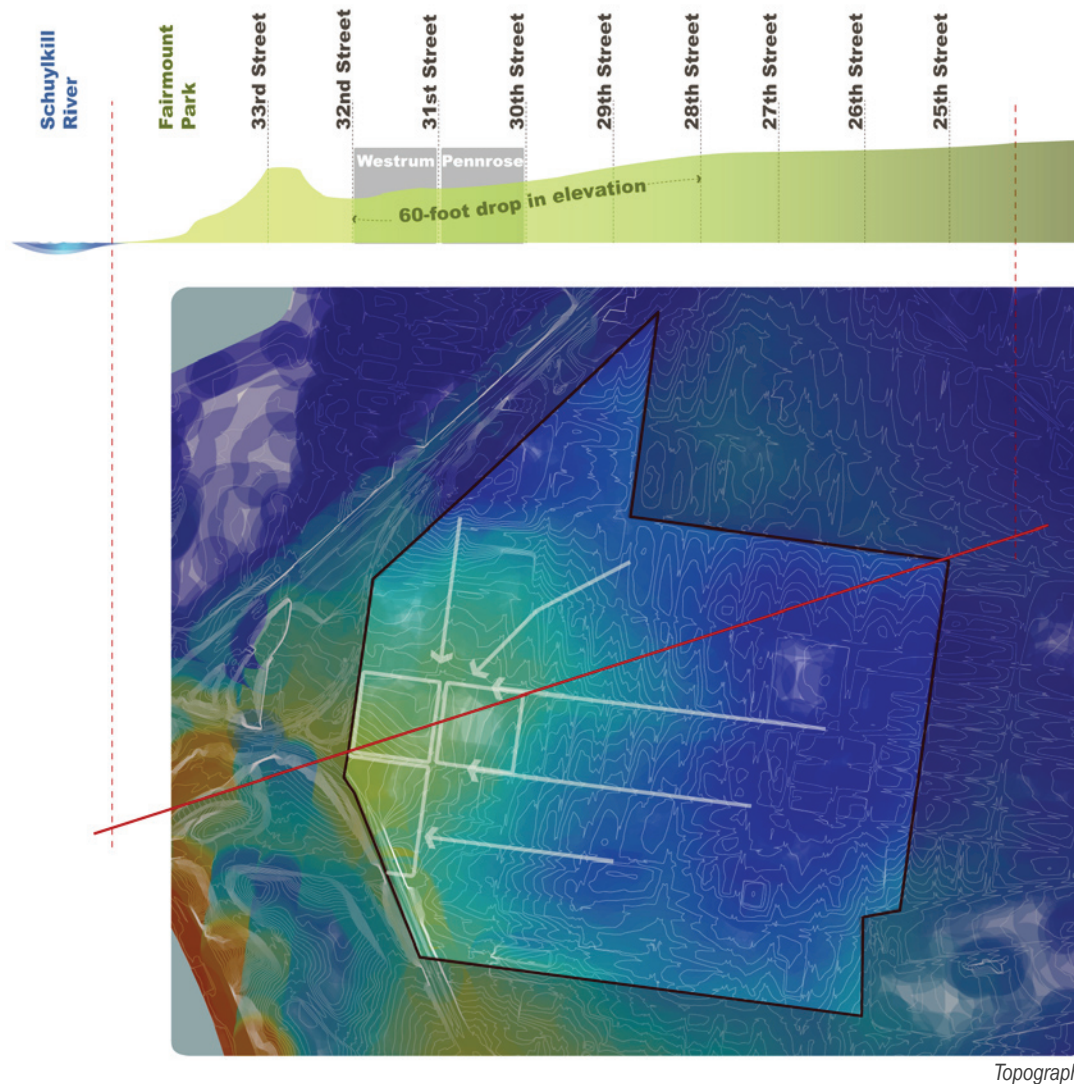 Schuylkill
River
Fairmount
Park
33rd Street
32nd Street
31st Street
30th Street
29th Street
28th Street
27th Street
26th Street
25th Street
Westrum
Pennrose
60-foot drop in elevation
Topograph